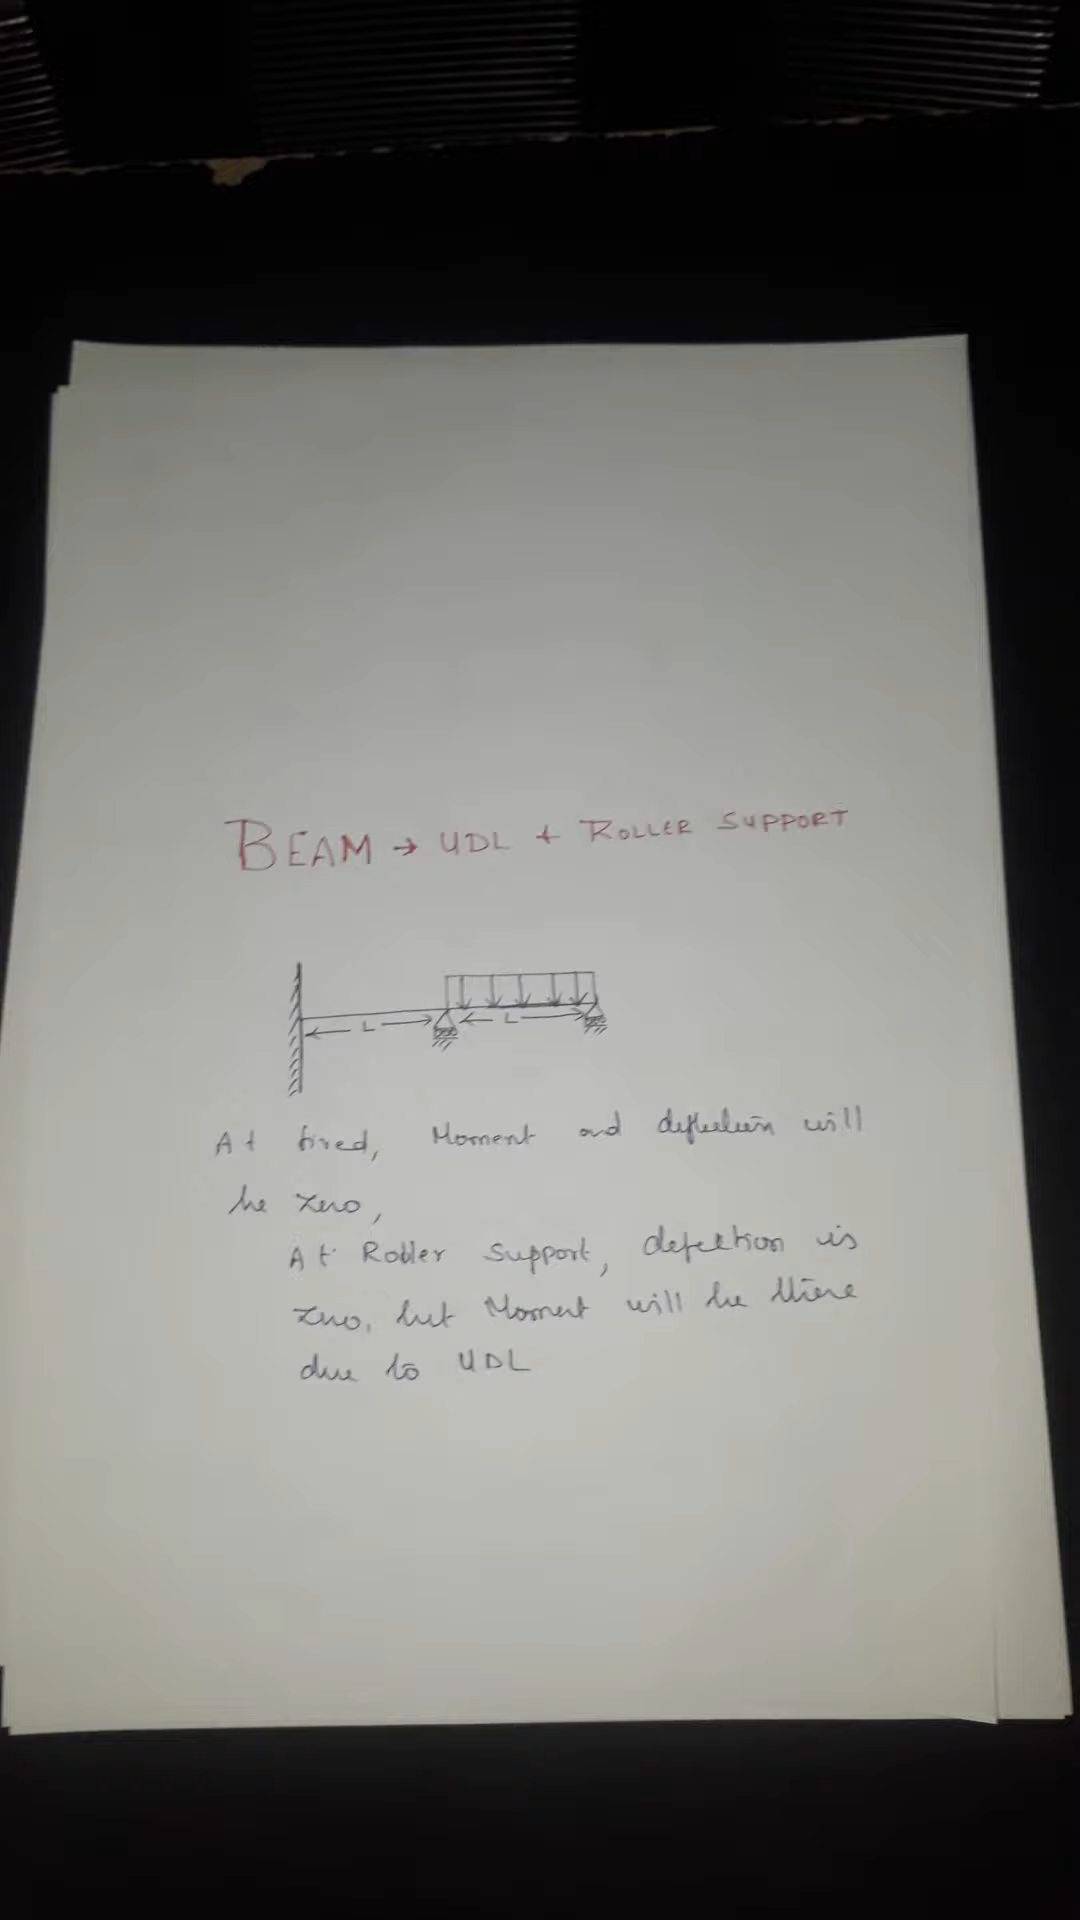 BEAM → UDL + ROLLER SUPPORT
L L
At fixed, Moment and deflection will
be zero,
At Roller Support, defection is
zero, but Moment will be there
due to UDL